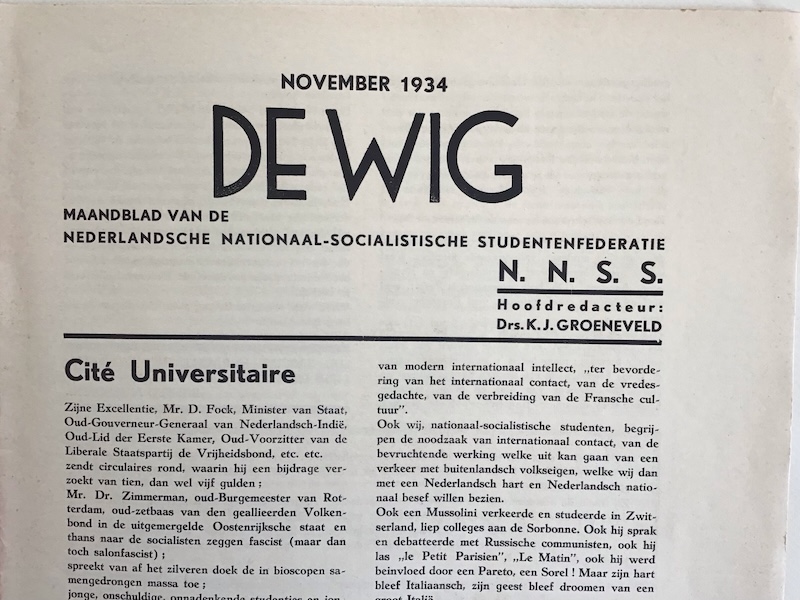 NOVEMBER 1934
DE WIG
MAANDBLAD VAN DE
NEDERLANDSCHE NATIONAAL-SOCIALISTISCHE STUDENTENFEDERATIE
N. N. S. S.
Hoofdredacteur:
Drs. K. J. GROENEVELD
Cité Universitaire
Zijne Excellentie, Mr. D. Fock, Minister van Staat,
Oud-Gouverneur-Generaal van Nederlandsch-Indië,
Oud-Lid der Eerste Kamer, Oud-Voorzitter van de
Liberale Staatspartij de Vrijheidsbond, etc. etc.
zendt circulaires rond, waarin hij een bijdrage ver-
zoekt van tien, dan wel vijf gulden ;
Mr. Dr. Zimmerman, oud-Burgemeester van Rot-
terdam, oud-zetbaas van den geallieerden Volken-
bond in de uitgemergelde Oostenrijksche staat en
thans naar de socialisten zeggen fascist (maar dan
toch salonfascist) ;
spreekt van af het zilveren doek de in bioscopen sa-
mengedrongen massa toe ;
jonge, onschuldige, onnadenkende studentjes en jon-
van modern internationaal intellect, „ter bevorde-
ring van het internationaal contact, van de vredes-
gedachte, van de verbreiding van de Fransche cul-
tuur”.
Ook wij, nationaal-socialistische studenten, begrij-
pen de noodzaak van internationaal contact, van de
bevruchtende werking welke uit kan gaan van een
verkeer met buitenlandsch volkseigen, welke wij dan
met een Nederlandsch hart en Nederlandsch natio-
naal besef willen bezien.
Ook een Mussolini verkeerde en studeerde in Zwit-
serland, liep colleges aan de Sorbonne. Ook hij sprak
en debatteerde met Russische communisten, ook hij
las „le Petit Parisien”, „Le Matin”, ook hij werd
beinvloed door een Pareto, een Sorel ! Maar zijn hart
bleef Italiaansch, zijn geest bleef droomen van een
groot Italië